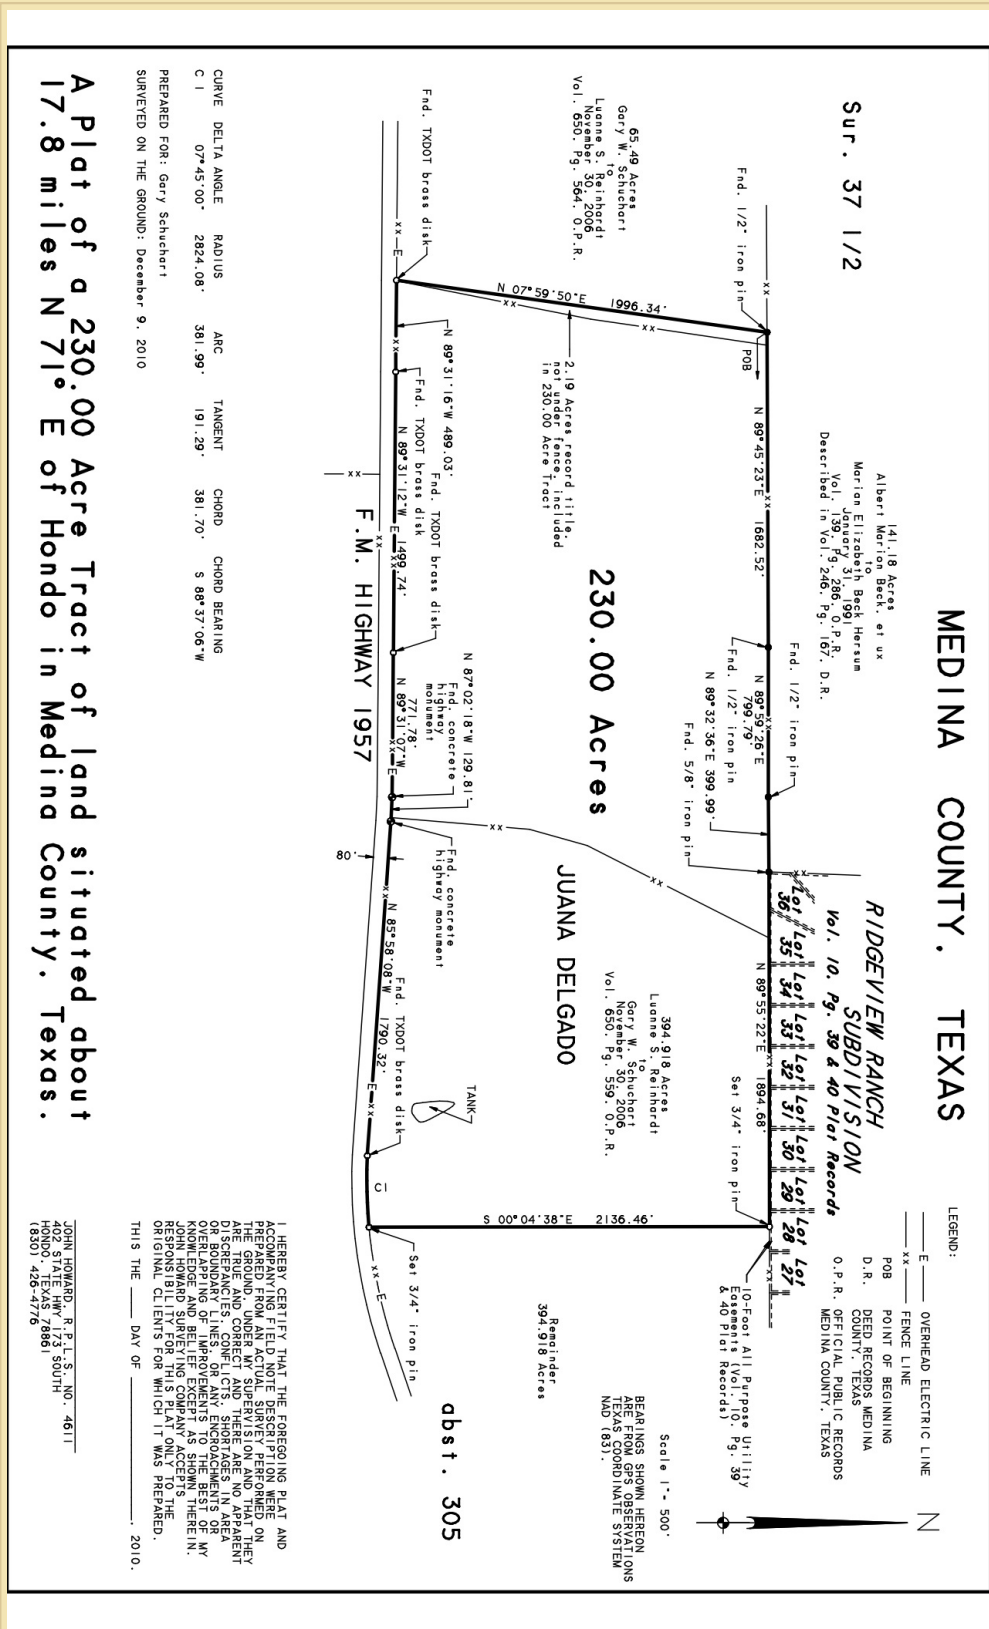 MEDINA COUNTY, TEXAS
LEGEND:
E OVERHEAD ELECTRIC LINE
xx FENCE LINE
POB POINT OF BEGINNING
D.R. DEED RECORDS MEDINA
COUNTY, TEXAS
O.P.R. OFFICIAL PUBLIC RECORDS
MEDINA COUNTY, TEXAS
N
Sur. 37 1/2
141.18 Acres
Albert Marion Beck, et ux
to
Marian Elizabeth Beck Hersum
January 31, 1991
Vol. 139, Pg. 286, O.P.R.
Described in Vol. 246, Pg. 167, D.R.
RIDGEVIEW RANCH
SUBDIVISION
Vol. 10, Pg. 39 & 40 Plat Records
Lot 36
Lot 35
Lot 34
Lot 33
Lot 32
Lot 31
Lot 30
Lot 29
Lot 28
Lot 27
Fnd. 1/2" iron pin
POB
N 89°45'23"E 1682.52'
Fnd. 1/2" iron pin
N 89°59'26"E
799.79'
Fnd. 1/2" iron pin
N 89°32'36"E 399.99'
Fnd. 5/8" iron pin
N 89°55'22"E xx 1894.68'
Set 3/4" iron pin
10-Foot All Purpose Utility
Easements (Vol. 10, Pg. 39
& 40 Plat Records)
Scale 1"= 500'
BEARINGS SHOWN HEREON
ARE FROM GPS OBSERVATIONS
TEXAS COORDINATE SYSTEM
NAD (83).
65.49 Acres
Gary W. Schuchart
to
Luanne S. Reinhardt
November 30, 2006
Vol. 650, Pg. 564, O.P.R.
N 07°59'50"E 1996.34'
2.19 Acres record title,
not under fence, included
in 230.00 Acre Tract
230.00 Acres
JUANA DELGADO
394.918 Acres
Luanne S. Reinhardt
to
Gary W. Schuchart
November 30, 2006
Vol. 650, Pg. 559, O.P.R.
S 00°04'38"E 2136.46'
Remainder
394.918 Acres
abst. 305
Fnd. TXDOT brass disk
N 89°31'16"W 489.03'
Fnd. TXDOT brass disk
N 89°31'12"W 1499.74'
Fnd. TXDOT brass disk
N 89°31'07"W
771.78'
Fnd. concrete
highway
monument
N 87°02'18"W 129.81'
Fnd. concrete
highway monument
N 85°58'08"W 1790.32'
Fnd. TXDOT brass disk
TANK
C1
Set 3/4" iron pin
80'
F.M. HIGHWAY 1957
CURVE DELTA ANGLE RADIUS ARC TANGENT CHORD CHORD BEARING
C 1 07°45'00" 2824.08' 381.99' 191.29' 381.70' S 88°37'06"W
PREPARED FOR: Gary Schuchart
SURVEYED ON THE GROUND: December 9, 2010
A Plat of a 230.00 Acre Tract of land situated about
17.8 miles N 71° E of Hondo in Medina County, Texas.
I HEREBY CERTIFY THAT THE FOREGOING PLAT AND
ACCOMPANYING FIELD NOTE DESCRIPTION WERE
PREPARED FROM AN ACTUAL SURVEY PERFORMED ON
THE GROUND, UNDER MY SUPERVISION AND THAT THEY
ARE TRUE AND CORRECT AND THERE ARE NO APPARENT
DISCREPANCIES, CONFLICTS, SHORTAGES IN AREA
OR BOUNDARY LINES, OR ANY ENCROACHMENTS OR
OVERLAPPING OF IMPROVEMENTS TO THE BEST OF MY
KNOWLEDGE AND BELIEF EXCEPT AS SHOWN THEREIN.
JOHN HOWARD SURVEYING COMPANY ACCEPTS
RESPONSIBILITY FOR THIS PLAT ONLY TO THE
ORIGINAL CLIENTS FOR WHICH IT WAS PREPARED.
THIS THE ____ DAY OF __________, 2010.
JOHN HOWARD, R.P.L.S. NO. 4611
402 STATE HWY 173 SOUTH
HONDO, TEXAS 78861
(830) 426-4776